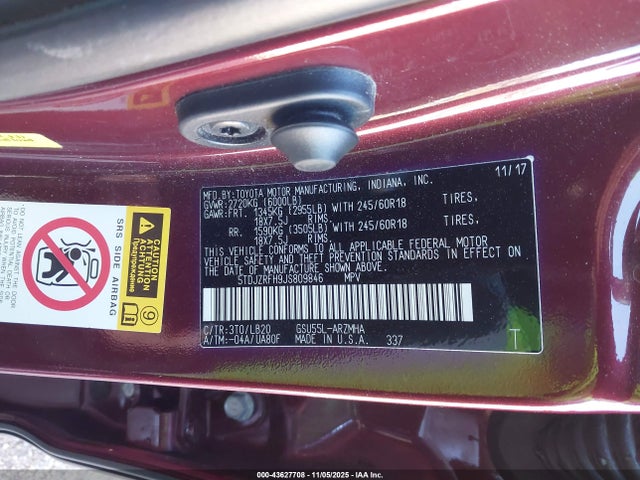 MFD.BY:TOYOTA MOTOR MANUFACTURING, INDIANA, INC. 11/17
GVWR:2720KG (6000LB)
GAWR:FRT. 1345KG (2955LB) WITH 245/60R18 TIRES,
18X7.5J RIMS,
RR. 1590KG (3505LB) WITH 245/60R18 TIRES,
18X7.5J RIMS,
THIS VEHICLE CONFORMS TO ALL APPLICABLE FEDERAL MOTOR
VEHICLE SAFETY AND THEFT PREVENTION STANDARDS IN EFFECT
ON THE DATE OF MANUFACTURE SHOWN ABOVE.
5TDJZRFH9JS809846 MPV
C/TR:3T0/LB20 GSU55L-ARZMHA
A/TM:-04A/UA80F MADE IN U.S.A. 337
T
SRS SIDE AIRBAG
Предупреждение
9
00-43627708 - 11/05/2025 - IAA Inc.